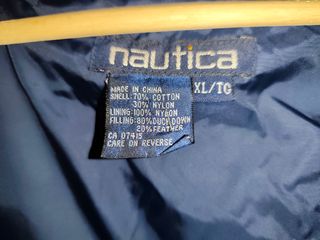 nautica
XL/TG
MADE IN CHINA
SHELL: 70% COTTON
30% NYLON
LINING: 100% NYLON
FILLING: 80% DUCK DOWN
20% FEATHER
CA 07415
CARE ON REVERSE